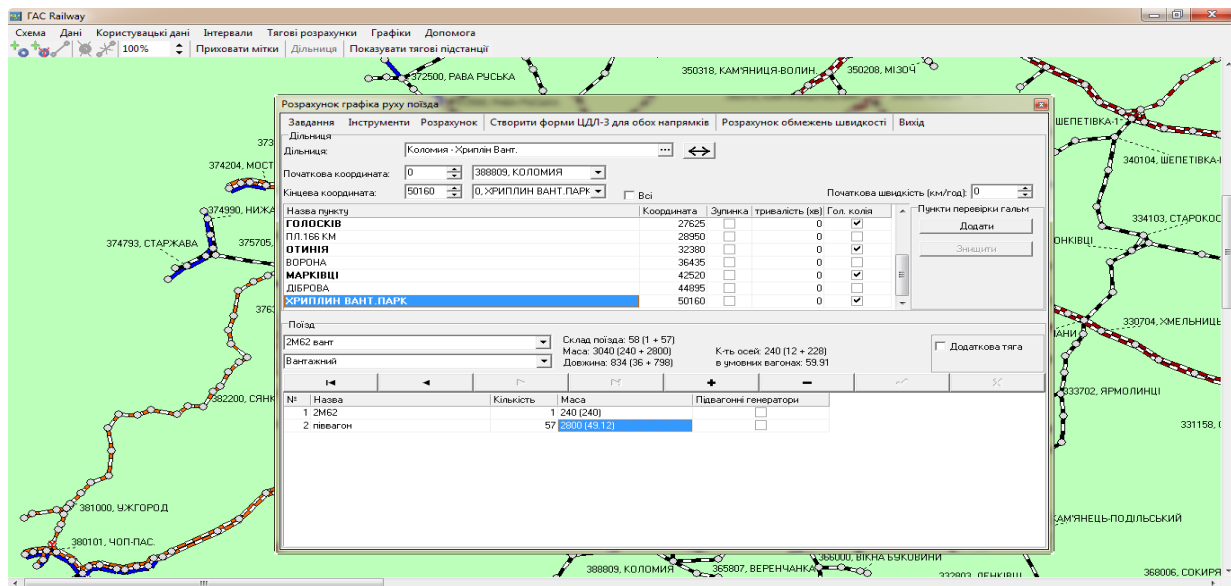 ГАС Railway
Схема Дані Користувацькі дані Інтервали Тягові розрахунки Графіки Допомога
100% Приховати мітки Дільниця Показувати тягові підстанції
372500, РАВА РУСЬКА
350318, КАМ'ЯНИЦЯ-ВОЛИН.
350208, МІЗОЧ
ШЕПЕТІВКА-1
340104, ШЕПЕТІВКА-
374204, МОСТ
374990, НИЖА
334103, СТАРОКОС
374793, СТАРЖАВА
375705,
330704, ХМЕЛЬНИЦЬ
382200, СЯНК
333702, ЯРМОЛИНЦІ
331158,
381000, УЖГОРОД
КАМ'ЯНЕЦЬ-ПОДІЛЬСЬКИЙ
380101, ЧОП-ПАС.
366000, ВІКНА БУКОВИНИ
388809, КОЛОМИЯ
365807, ВЕРЕНЧАНКА
368006, СОКИРЯ
Розрахунок графіка руху поїзда
Завдання Інструменти Розрахунок Створити форми ЦДЛ-3 для обох напрямків Розрахунок обмежень швидкості Вихід
Дільниця
Дільниця: Коломия - Хриплін Вант. ...
Початкова координата: 0 388809, КОЛОМИЯ
Кінцева координата: 50160 0, ХРИПЛИН ВАНТ.ПАРК Всі Початкова швидкість (км/год): 0
Назва пункту Координата Зупинка тривалість (хв) Гол. колія
ГОЛОСКІВ 27625 0
ПЛ.166 КМ 28950 0
ОТИНІЯ 32380 0
ВОРОНА 36435 0
МАРКІВЦІ 42520 0
ДІБРОВА 44895 0
ХРИПЛИН ВАНТ.ПАРК 50160 0
Пункти перевірки гальм
Додати
Знищити
Поїзд
2М62 вант
Вантажний
Склад поїзда: 58 (1 + 57)
Маса: 3040 (240 + 2800) К-ть осей: 240 (12 + 228)
Довжина: 834 (36 + 798) в умовних вагонах: 59.91
Додаткова тяга
№ Назва Кількість Маса Підвагонні генератори
1 2М62 1 240 (240)
2 піввагон 57 2800 (49.12)